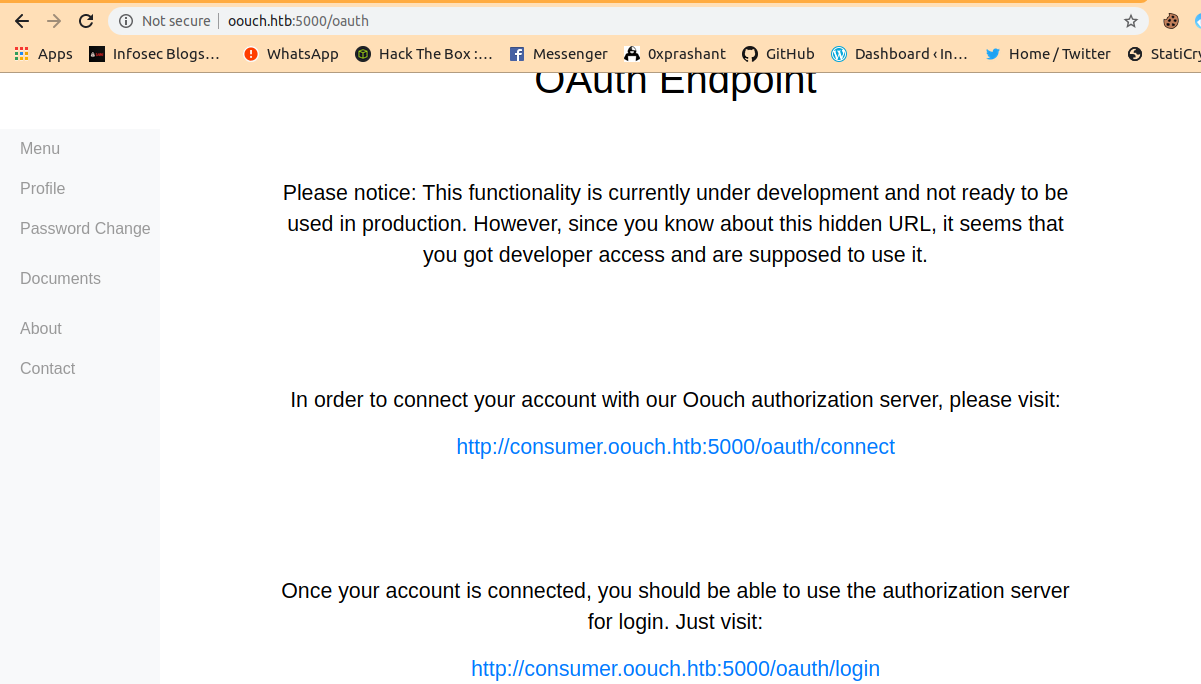 Not secure oouch.htb:5000/oauth
Apps Infosec Blogs... WhatsApp Hack The Box :... Messenger 0xprashant GitHub Dashboard ‹ In... Home / Twitter StatiCry
OAuth Endpoint
Menu
Profile
Password Change
Documents
About
Contact
Please notice: This functionality is currently under development and not ready to be
used in production. However, since you know about this hidden URL, it seems that
you got developer access and are supposed to use it.
In order to connect your account with our Oouch authorization server, please visit:
http://consumer.oouch.htb:5000/oauth/connect
Once your account is connected, you should be able to use the authorization server
for login. Just visit:
http://consumer.oouch.htb:5000/oauth/login